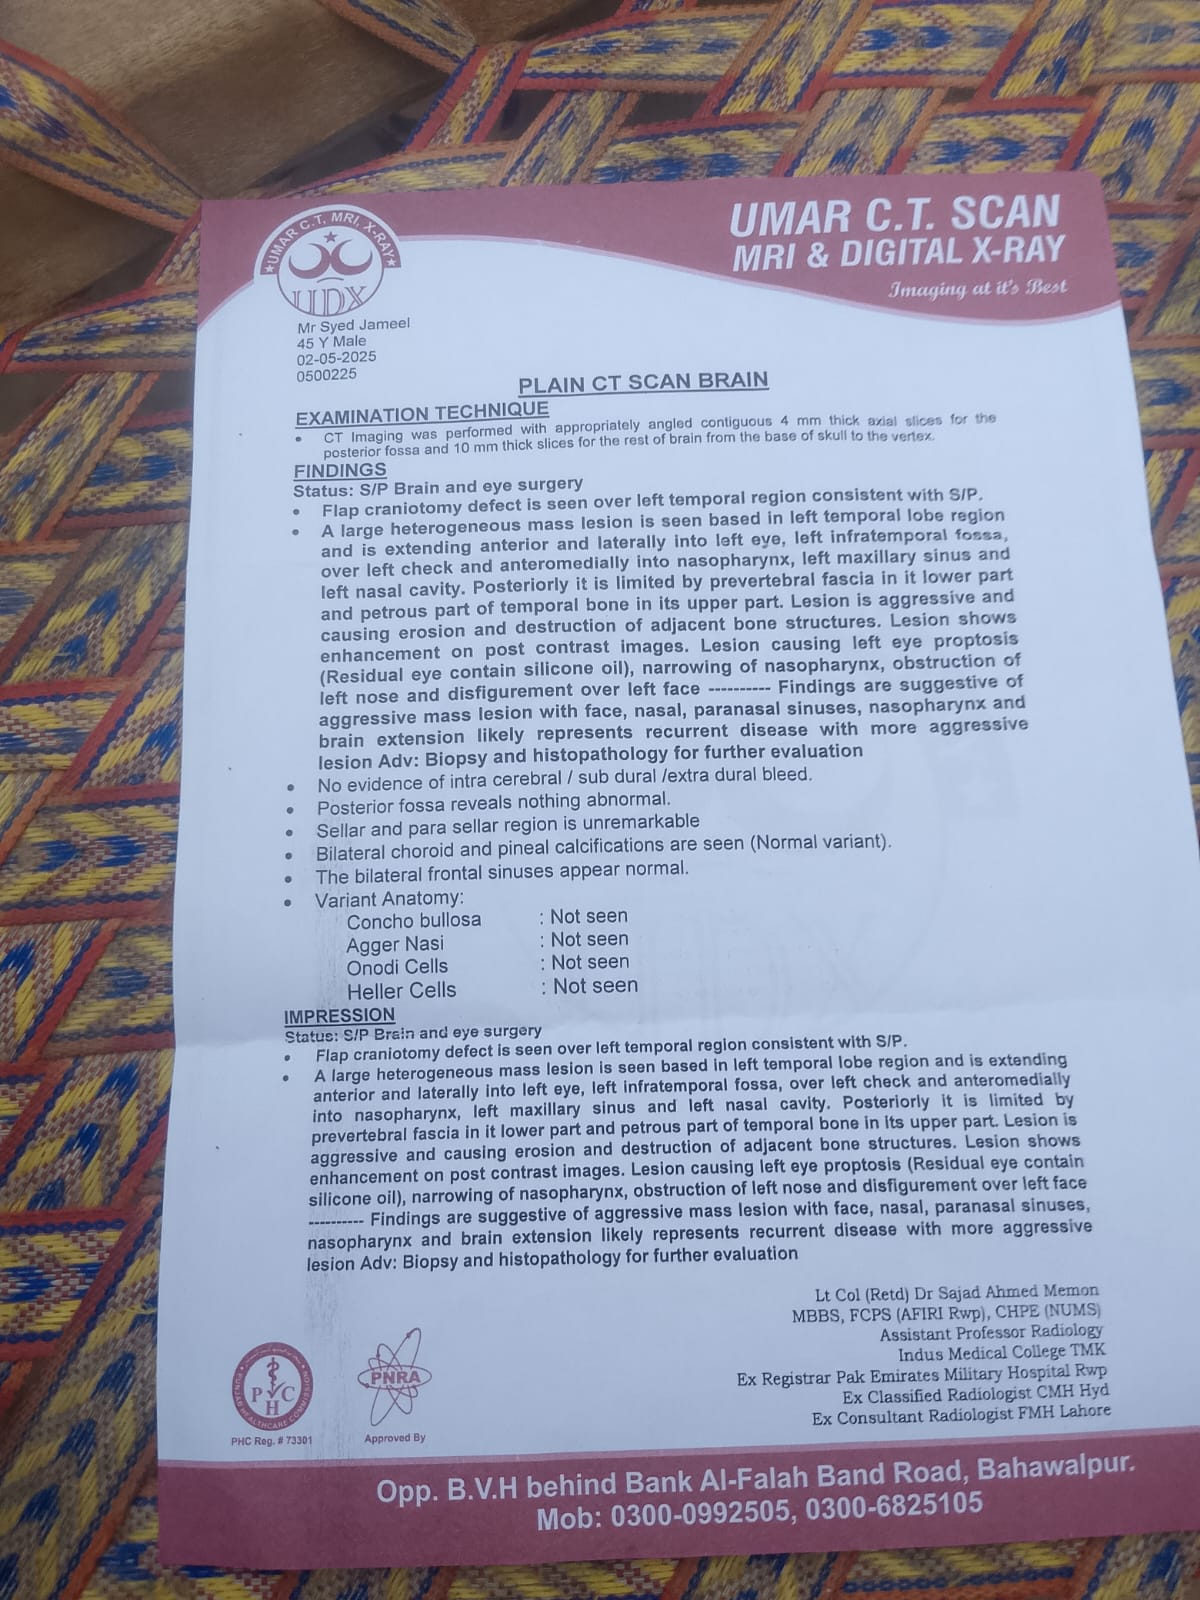 UMAR C.T, MRI, X-RAY
UDX
UMAR C.T. SCAN
MRI & DIGITAL X-RAY
Imaging at it's Best
Mr Syed Jameel
45 Y Male
02-05-2025
0500225
PLAIN CT SCAN BRAIN
EXAMINATION TECHNIQUE
• CT Imaging was performed with appropriately angled contiguous 4 mm thick axial slices for the
posterior fossa and 10 mm thick slices for the rest of brain from the base of skull to the vertex.
FINDINGS
Status: S/P Brain and eye surgery
• Flap craniotomy defect is seen over left temporal region consistent with S/P.
• A large heterogeneous mass lesion is seen based in left temporal lobe region
and is extending anterior and laterally into left eye, left infratemporal fossa,
over left check and anteromedially into nasopharynx, left maxillary sinus and
left nasal cavity. Posteriorly it is limited by prevertebral fascia in it lower part
and petrous part of temporal bone in its upper part. Lesion is aggressive and
causing erosion and destruction of adjacent bone structures. Lesion shows
enhancement on post contrast images. Lesion causing left eye proptosis
(Residual eye contain silicone oil), narrowing of nasopharynx, obstruction of
left nose and disfigurement over left face ---------- Findings are suggestive of
aggressive mass lesion with face, nasal, paranasal sinuses, nasopharynx and
brain extension likely represents recurrent disease with more aggressive
lesion Adv: Biopsy and histopathology for further evaluation
• No evidence of intra cerebral / sub dural /extra dural bleed.
• Posterior fossa reveals nothing abnormal.
• Sellar and para sellar region is unremarkable
• Bilateral choroid and pineal calcifications are seen (Normal variant).
• The bilateral frontal sinuses appear normal.
• Variant Anatomy:
Concho bullosa : Not seen
Agger Nasi : Not seen
Onodi Cells : Not seen
Heller Cells : Not seen
IMPRESSION
Status: S/P Brain and eye surgery
• Flap craniotomy defect is seen over left temporal region consistent with S/P.
• A large heterogeneous mass lesion is seen based in left temporal lobe region and is extending
anterior and laterally into left eye, left infratemporal fossa, over left check and anteromedially
into nasopharynx, left maxillary sinus and left nasal cavity. Posteriorly it is limited by
prevertebral fascia in it lower part and petrous part of temporal bone in its upper part. Lesion is
aggressive and causing erosion and destruction of adjacent bone structures. Lesion shows
enhancement on post contrast images. Lesion causing left eye proptosis (Residual eye contain
silicone oil), narrowing of nasopharynx, obstruction of left nose and disfigurement over left face
---------- Findings are suggestive of aggressive mass lesion with face, nasal, paranasal sinuses,
nasopharynx and brain extension likely represents recurrent disease with more aggressive
lesion Adv: Biopsy and histopathology for further evaluation
Lt Col (Retd) Dr Sajad Ahmed Memon
MBBS, FCPS (AFIRI Rwp), CHPE (NUMS)
Assistant Professor Radiology
Indus Medical College TMK
Ex Registrar Pak Emirates Military Hospital Rwp
Ex Classified Radiologist CMH Hyd
Ex Consultant Radiologist FMH Lahore
PHC
PUNJAB HEALTHCARE COMMISSION
PHC Reg. # 73301
PNRA
Approved By
Opp. B.V.H behind Bank Al-Falah Band Road, Bahawalpur.
Mob: 0300-0992505, 0300-6825105